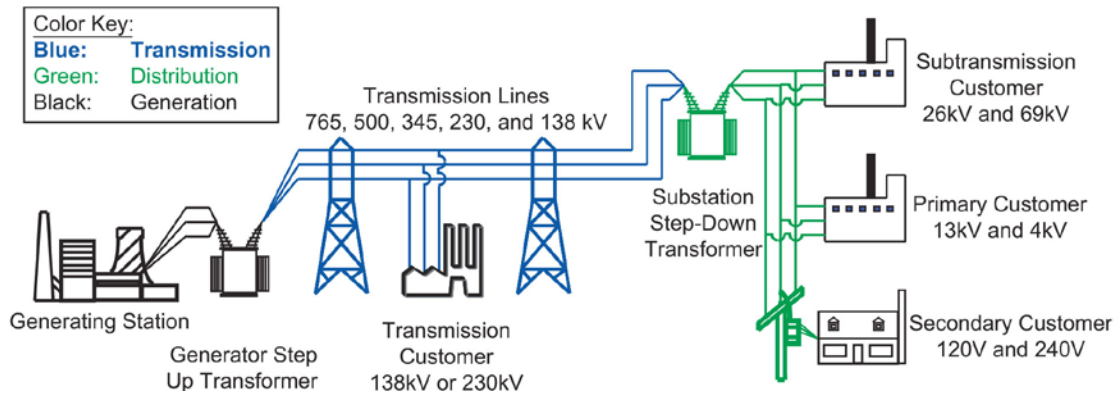 Color Key:
Blue: Transmission
Green: Distribution
Black: Generation
Transmission Lines
765, 500, 345, 230, and 138 kV
Subtransmission
Customer
26kV and 69kV
Substation
Step-Down
Transformer
Primary Customer
13kV and 4kV
Generating Station
Generator Step
Up Transformer
Transmission
Customer
138kV or 230kV
Secondary Customer
120V and 240V